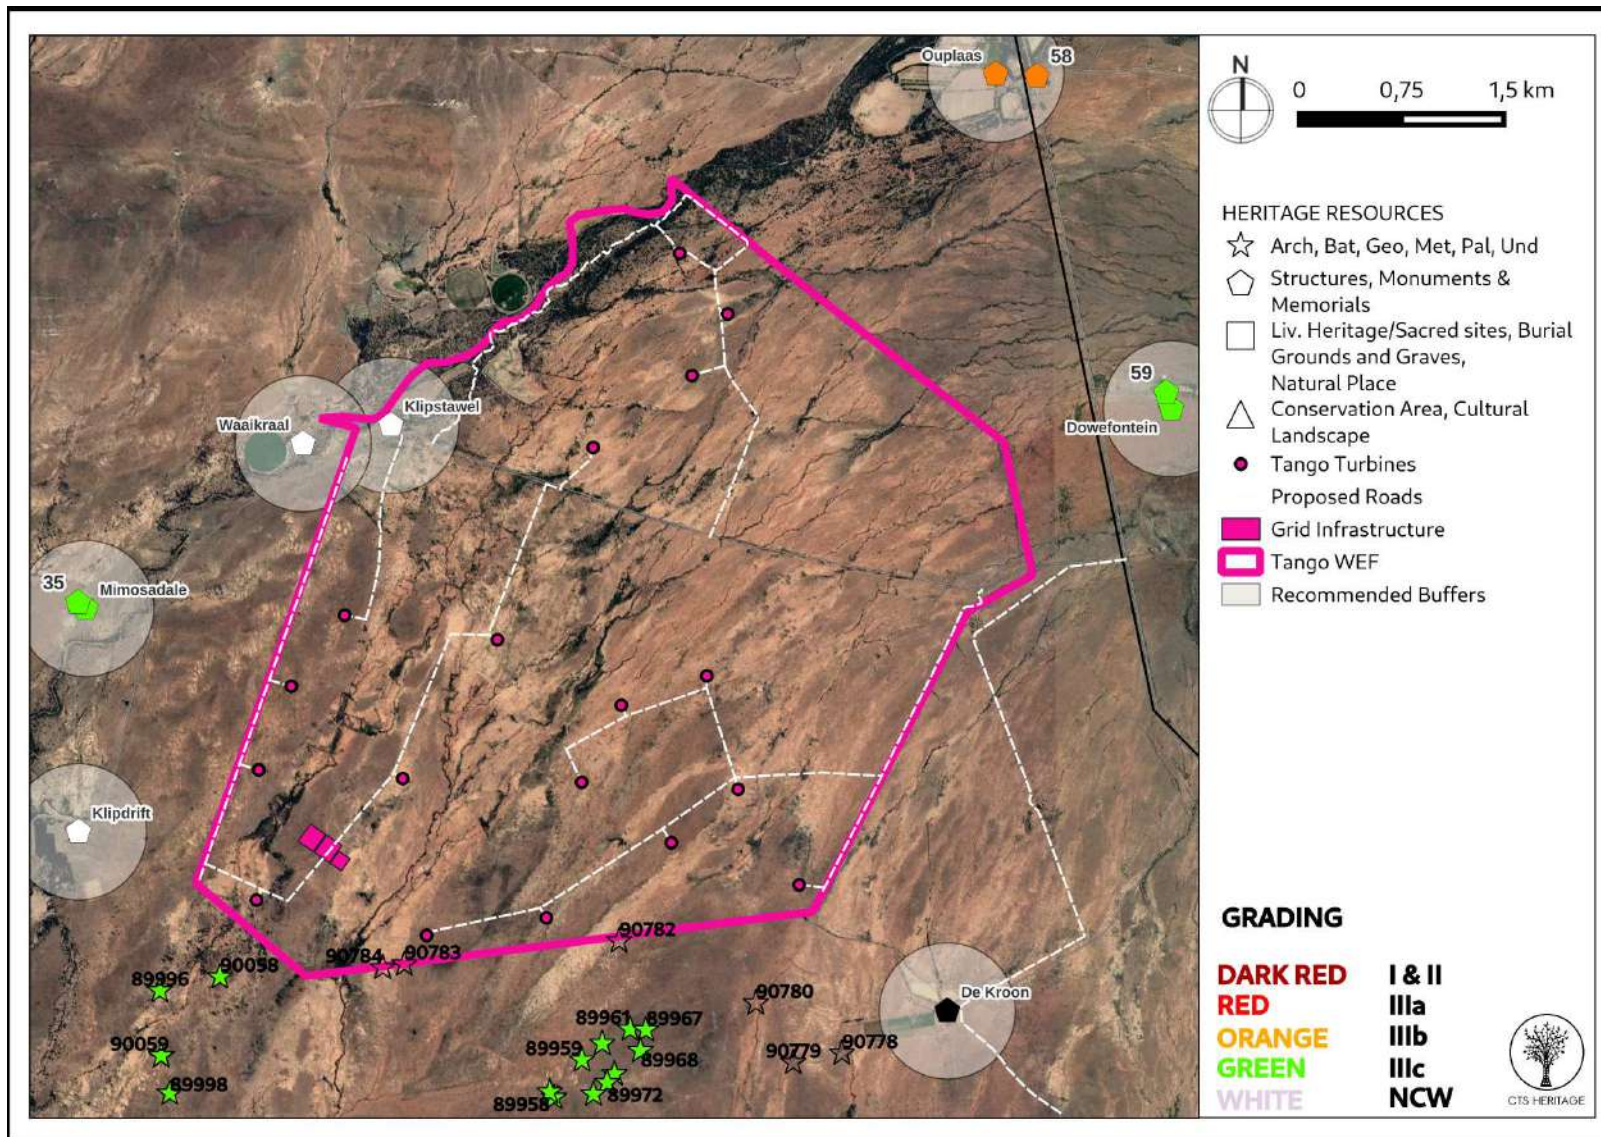 Ouplaas
58
Klipstawel
Waaikraal
59
Dowefontein
35
Mimosadale
Klipdrift
90782
90784
90783
90058
89996
De Kroon
90780
89961
89967
90059
89959
89968
90779
90778
89998
89958
89972
N
0 0,75 1,5 km
HERITAGE RESOURCES
Arch, Bat, Geo, Met, Pal, Und
Structures, Monuments &
Memorials
Liv. Heritage/Sacred sites, Burial
Grounds and Graves,
Natural Place
Conservation Area, Cultural
Landscape
Tango Turbines
Proposed Roads
Grid Infrastructure
Tango WEF
Recommended Buffers
GRADING
DARK RED I & II
RED IIIa
ORANGE IIIb
GREEN IIIc
WHITE NCW
CTS HERITAGE